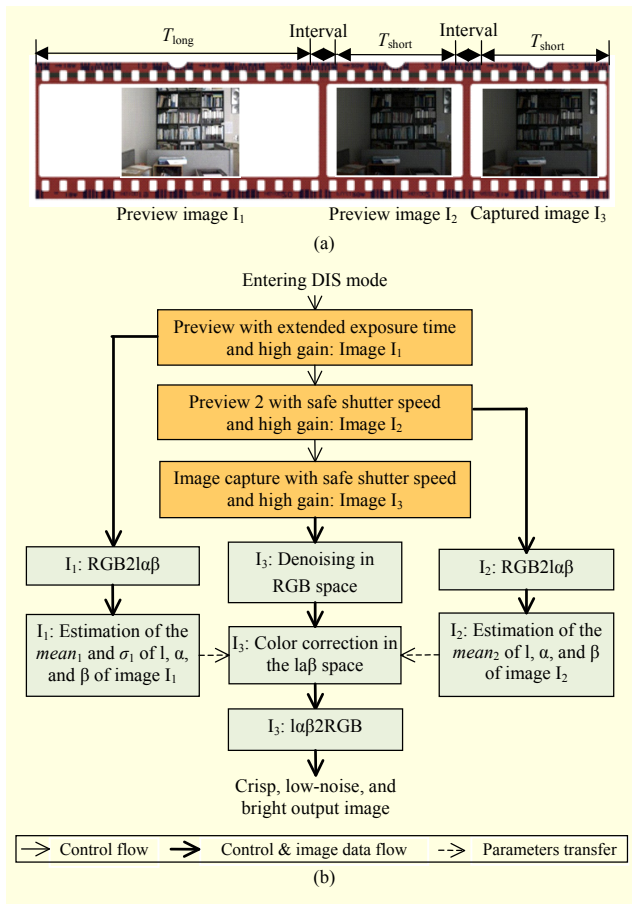 Interval Interval
T_long T_short T_short
Preview image I₁ Preview image I₂ Captured image I₃
(a)
Entering DIS mode
Preview with extended exposure time
and high gain: Image I₁
Preview 2 with safe shutter speed
and high gain: Image I₂
Image capture with safe shutter speed
and high gain: Image I₃
I₁: RGB2lαβ
I₃: Denoising in
RGB space
I₂: RGB2lαβ
I₁: Estimation of the
mean₁ and σ₁ of l, α,
and β of image I₁
I₃: Color correction in
the laβ space
I₂: Estimation of the
mean₂ of l, α, and β
of image I₂
I₃: lαβ2RGB
Crisp, low-noise, and
bright output image
Control flow Control & image data flow Parameters transfer
(b)